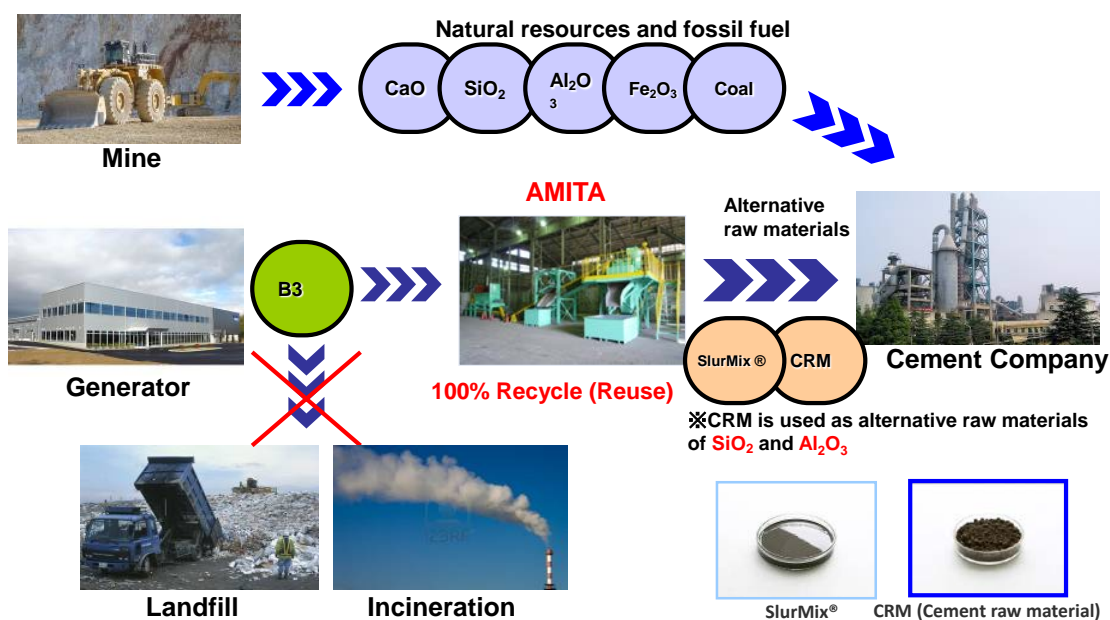 Natural resources and fossil fuel
CaO
SiO₂
Al₂O
3
Fe₂O₃
Coal
Mine
AMITA
Alternative
raw materials
B3
SlurMix ®
CRM
Generator
100% Recycle (Reuse)
Cement Company
※CRM is used as alternative raw materials
of SiO₂ and Al₂O₃
Landfill
Incineration
SlurMix®
CRM (Cement raw material)